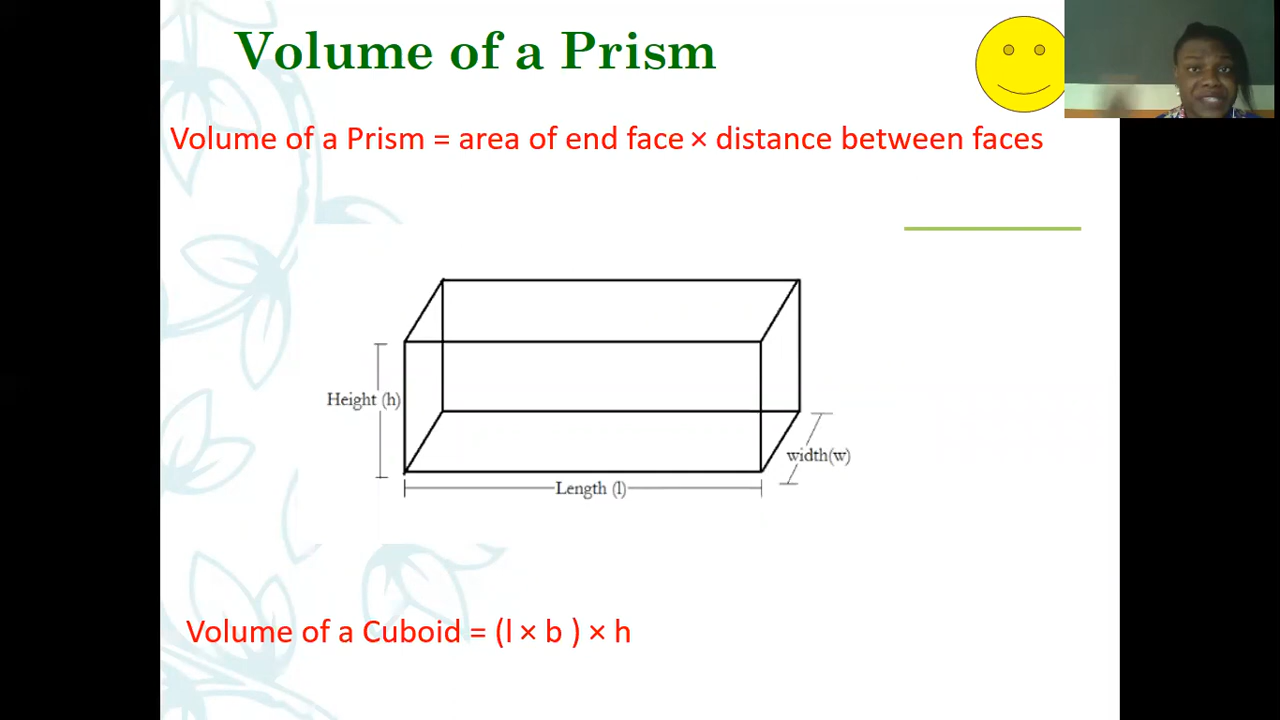 Volume of a Prism
Volume of a Prism = area of end face × distance between faces
Height (h)
width(w)
Length (l)
Volume of a Cuboid = (l × b ) × h